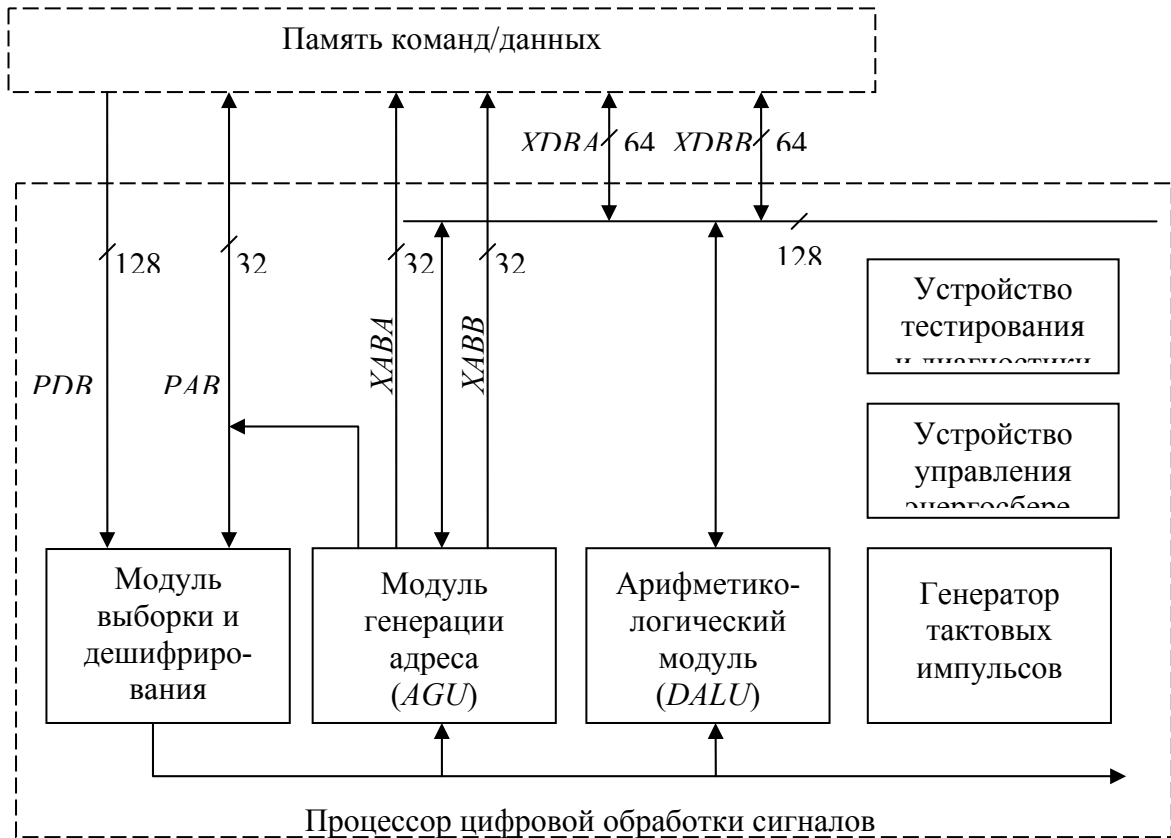 Память команд/данных
XDBA
64
XDBB
64
128
32
32
32
128
PDB
PAB
XABA
XABB
Устройство
тестирования
и диагностики
Устройство
управления
энергосбере
Модуль
выборки и
дешифриро-
вания
Модуль
генерации
адреса
(AGU)
Арифметико-
логический
модуль
(DALU)
Генератор
тактовых
импульсов
Процессор цифровой обработки сигналов